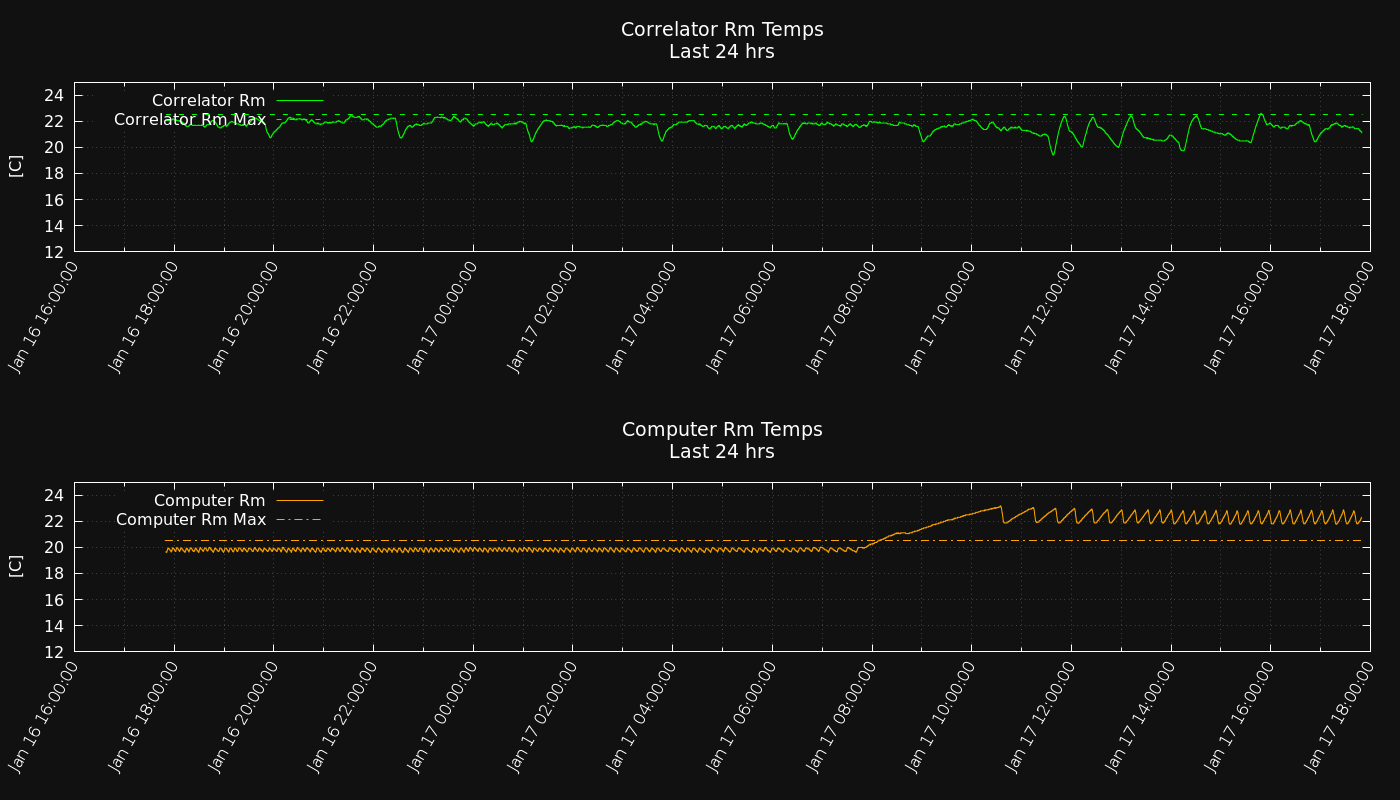 Correlator Rm Temps
Last 24 hrs
24
22
20
18
16
14
12
[C]
Correlator Rm
Correlator Rm Max
Jan 16 16:00:00
Jan 16 18:00:00
Jan 16 20:00:00
Jan 16 22:00:00
Jan 17 00:00:00
Jan 17 02:00:00
Jan 17 04:00:00
Jan 17 06:00:00
Jan 17 08:00:00
Jan 17 10:00:00
Jan 17 12:00:00
Jan 17 14:00:00
Jan 17 16:00:00
Jan 17 18:00:00
Computer Rm Temps
Last 24 hrs
24
22
20
18
16
14
12
[C]
Computer Rm
Computer Rm Max
Jan 16 16:00:00
Jan 16 18:00:00
Jan 16 20:00:00
Jan 16 22:00:00
Jan 17 00:00:00
Jan 17 02:00:00
Jan 17 04:00:00
Jan 17 06:00:00
Jan 17 08:00:00
Jan 17 10:00:00
Jan 17 12:00:00
Jan 17 14:00:00
Jan 17 16:00:00
Jan 17 18:00:00